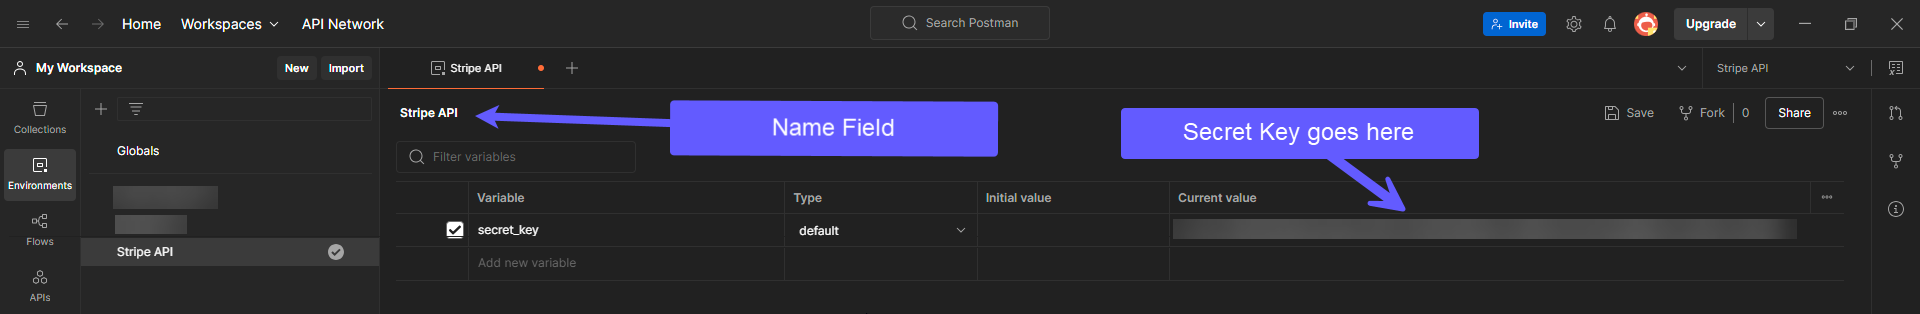 Home Workspaces API Network Search Postman Invite Upgrade
My Workspace New Import Stripe API Stripe API
Collections
Environments
Flows
APIs
Globals
Stripe API
Stripe API Name Field Secret Key goes here Save Fork 0 Share
Filter variables
Variable Type Initial value Current value
secret_key default
Add new variable